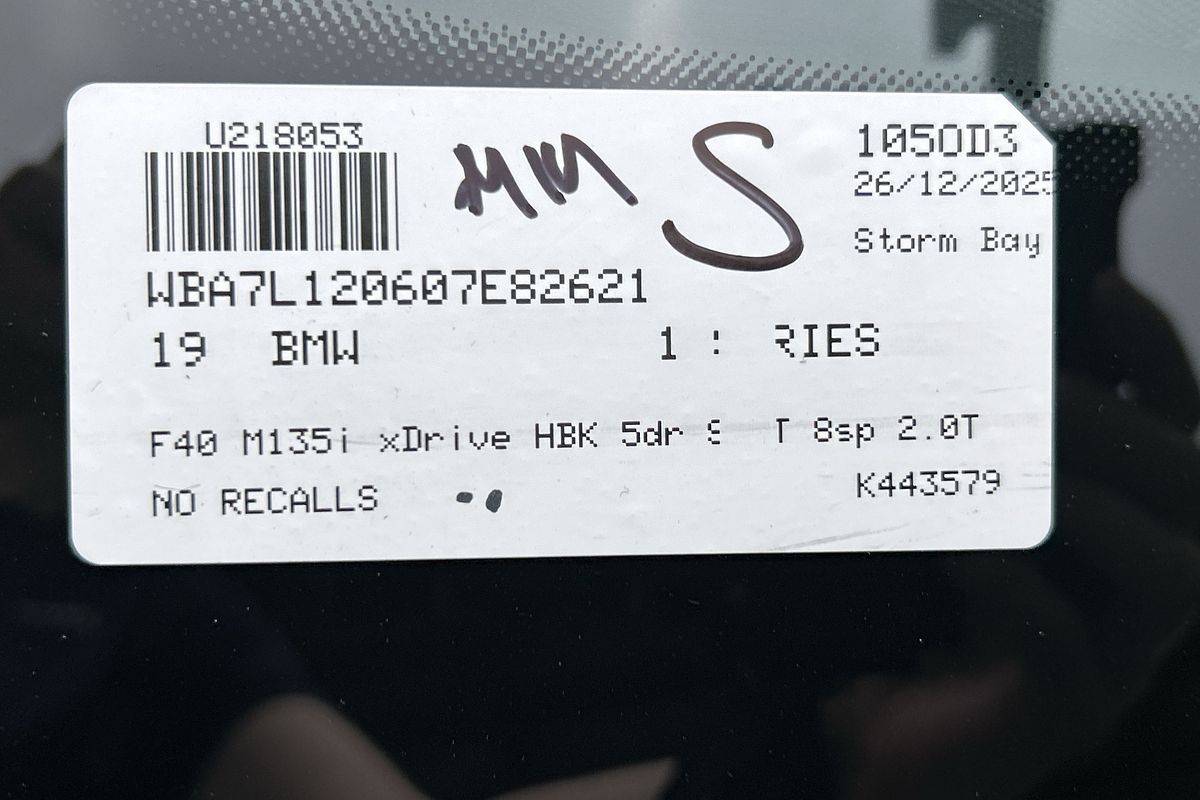 U218053
MM S
105OD3
26/12/2025
Storm Bay
WBA7L120607E82621
19 BMW 1 : RIES
F40 M135i xDrive HBK 5dr S T 8sp 2.0T
NO RECALLS
K443579